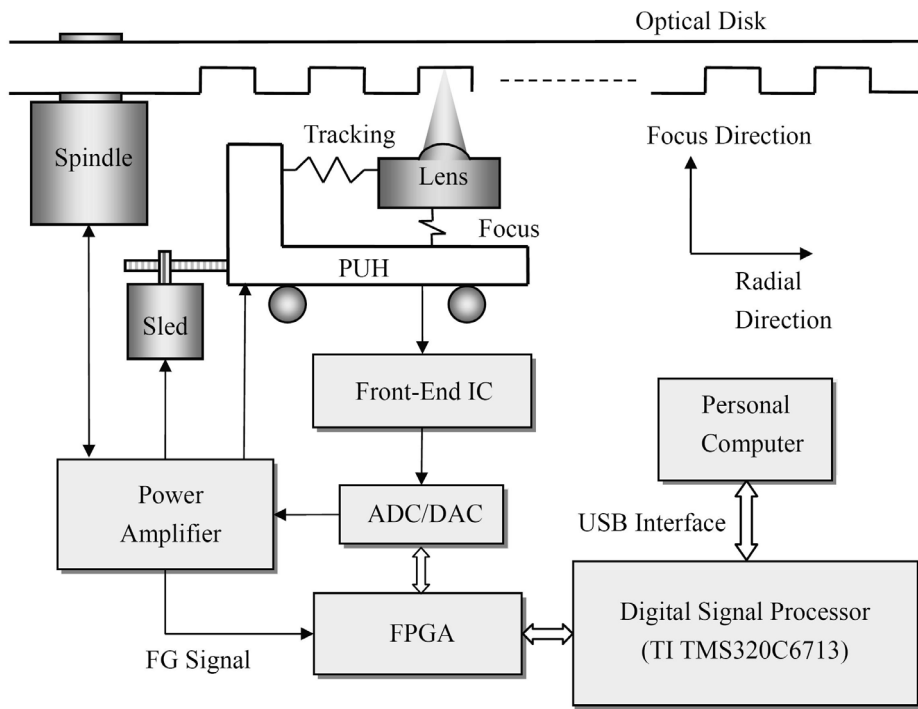 Optical Disk
Tracking
Focus Direction
Spindle
Lens
Focus
PUH
Radial
Direction
Sled
Front-End IC
Personal
Computer
Power
Amplifier
ADC/DAC
USB Interface
Digital Signal Processor
(TI TMS320C6713)
FPGA
FG Signal